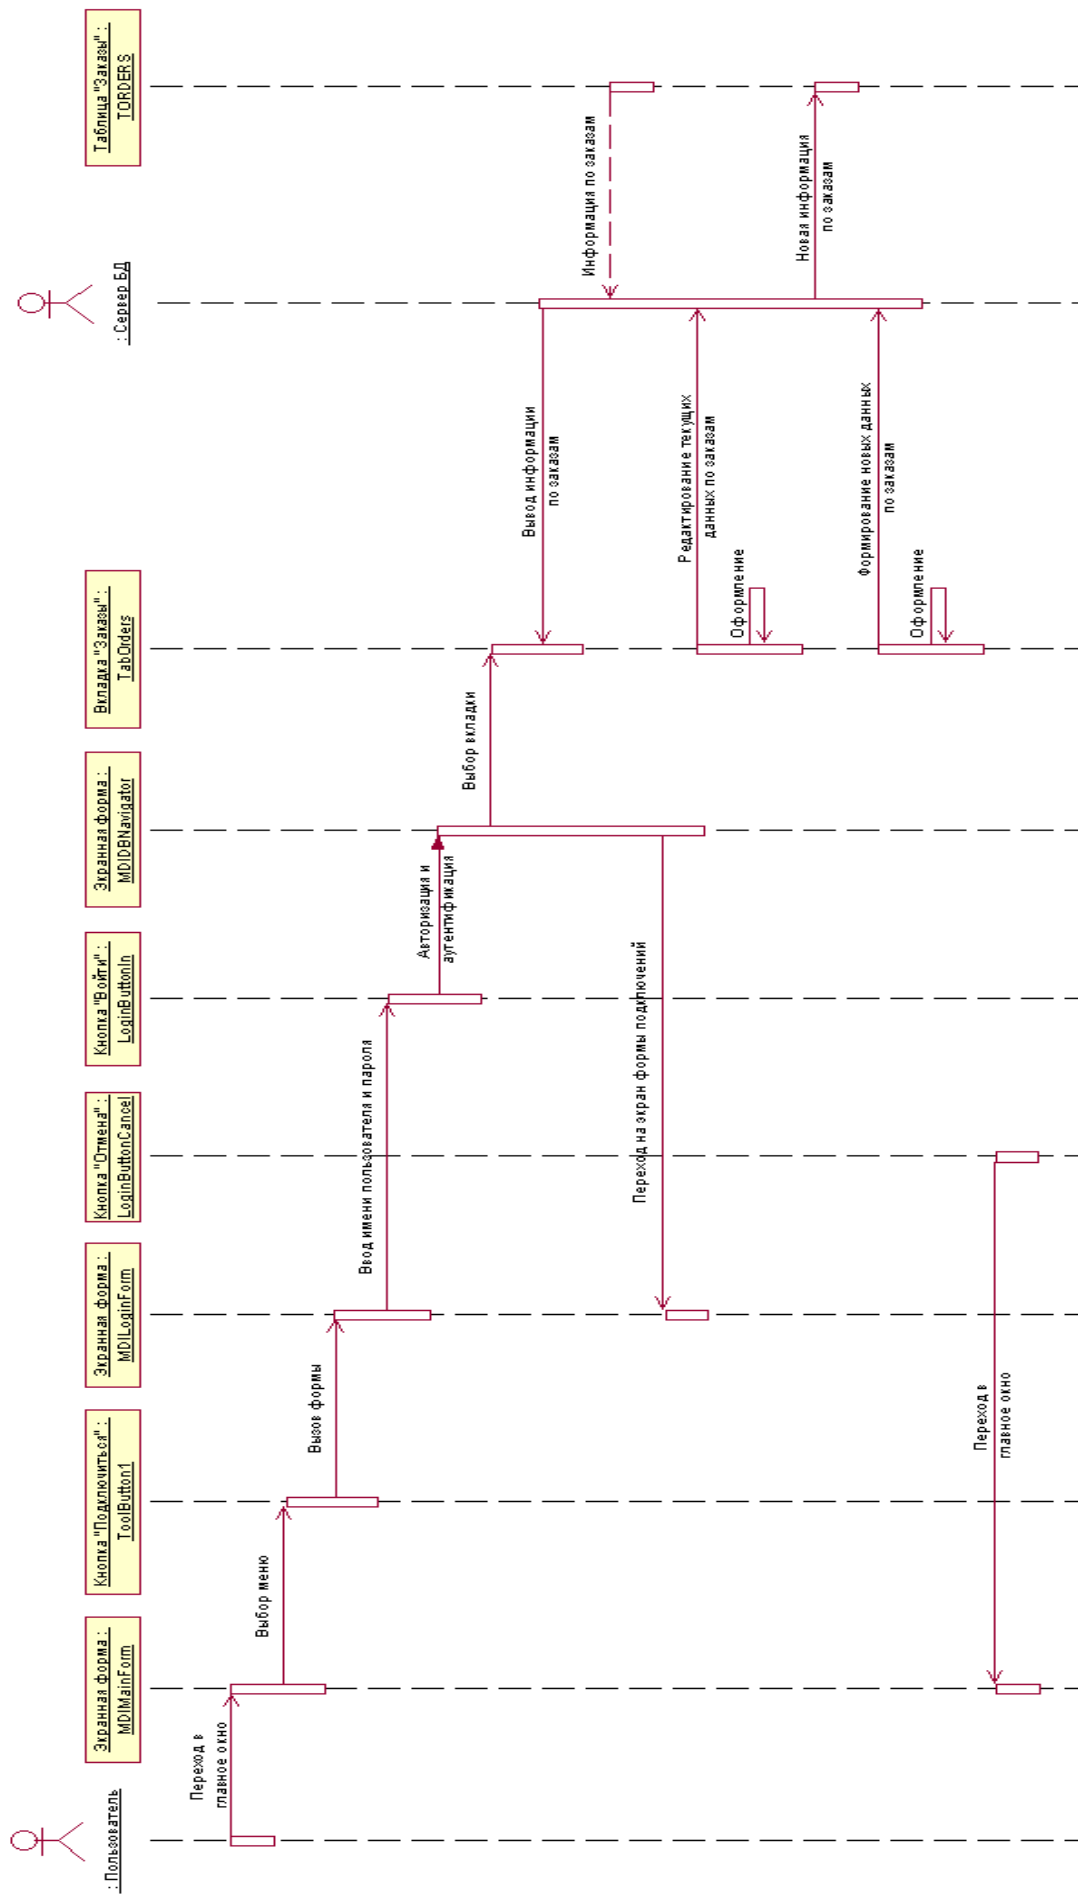 : Пользователь
Экранная форма :
MDIMainForm
Кнопка "Подключиться" :
ToolButton1
Экранная форма :
MDILoginForm
Кнопка "Отмена" :
LoginButtonCancel
Кнопка "Войти" :
LoginButtonIn
Экранная форма :
MDIDBNavigator
Вкладка "Заказы" :
TabOrders
: Сервер БД
Таблица "Заказы" :
TORDERS
Переход в
главное окно
Выбор меню
Вызов формы
Ввод имени пользователя и пароля
Авторизация и
аутентификация
Выбор вкладки
Вывод информации
по заказам
Информация по заказам
Переход на экран формы подключений
Редактирование текущих
данных по заказам
Оформление
Новая информация
по заказам
Формирование новых данных
по заказам
Оформление
Переход в
главное окно